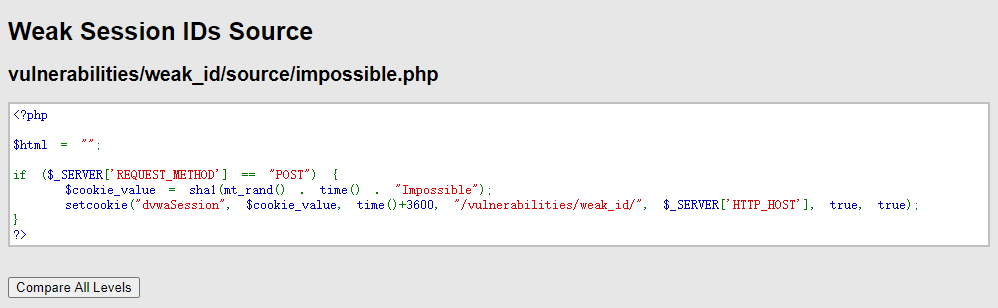 Weak Session IDs Source
vulnerabilities/weak_id/source/impossible.php
<?php
$html = "";
if ($_SERVER['REQUEST_METHOD'] == "POST") {
$cookie_value = sha1(mt_rand() . time() . "Impossible");
setcookie("dvwaSession", $cookie_value, time()+3600, "/vulnerabilities/weak_id/", $_SERVER['HTTP_HOST'], true, true);
}
?>
Compare All Levels